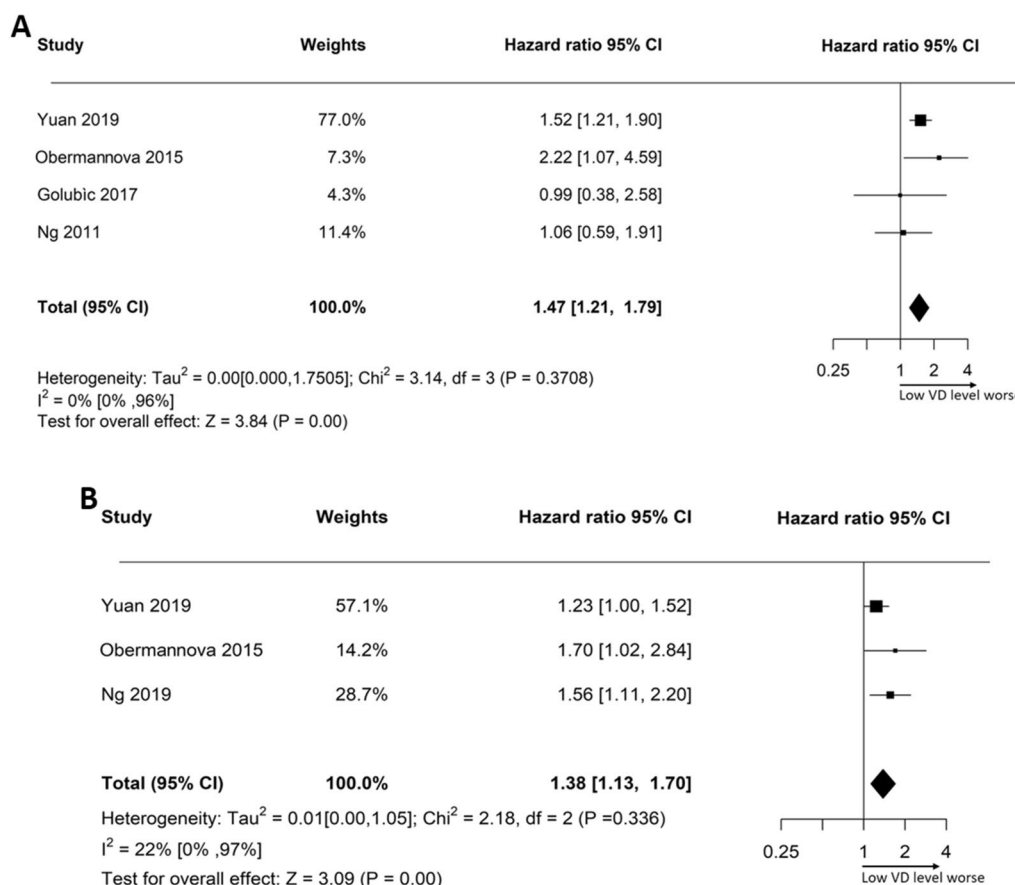 A
Study Weights Hazard ratio 95% CI Hazard ratio 95% CI
Yuan 2019 77.0% 1.52 [1.21, 1.90]
Obermannova 2015 7.3% 2.22 [1.07, 4.59]
Golubic 2017 4.3% 0.99 [0.38, 2.58]
Ng 2011 11.4% 1.06 [0.59, 1.91]
Total (95% CI) 100.0% 1.47 [1.21, 1.79]
0.25 1 2 4
Low VD level worse
Heterogeneity: Tau² = 0.00[0.000,1.7505]; Chi² = 3.14, df = 3 (P = 0.3708)
I² = 0% [0% ,96%]
Test for overall effect: Z = 3.84 (P = 0.00)
B
Study Weights Hazard ratio 95% CI Hazard ratio 95% CI
Yuan 2019 57.1% 1.23 [1.00, 1.52]
Obermannova 2015 14.2% 1.70 [1.02, 2.84]
Ng 2019 28.7% 1.56 [1.11, 2.20]
Total (95% CI) 100.0% 1.38 [1.13, 1.70]
Heterogeneity: Tau² = 0.01[0.00,1.05]; Chi² = 2.18, df = 2 (P =0.336)
I² = 22% [0% ,97%]
Test for overall effect: Z = 3.09 (P = 0.00)
0.25 1 2 4
Low VD level worse